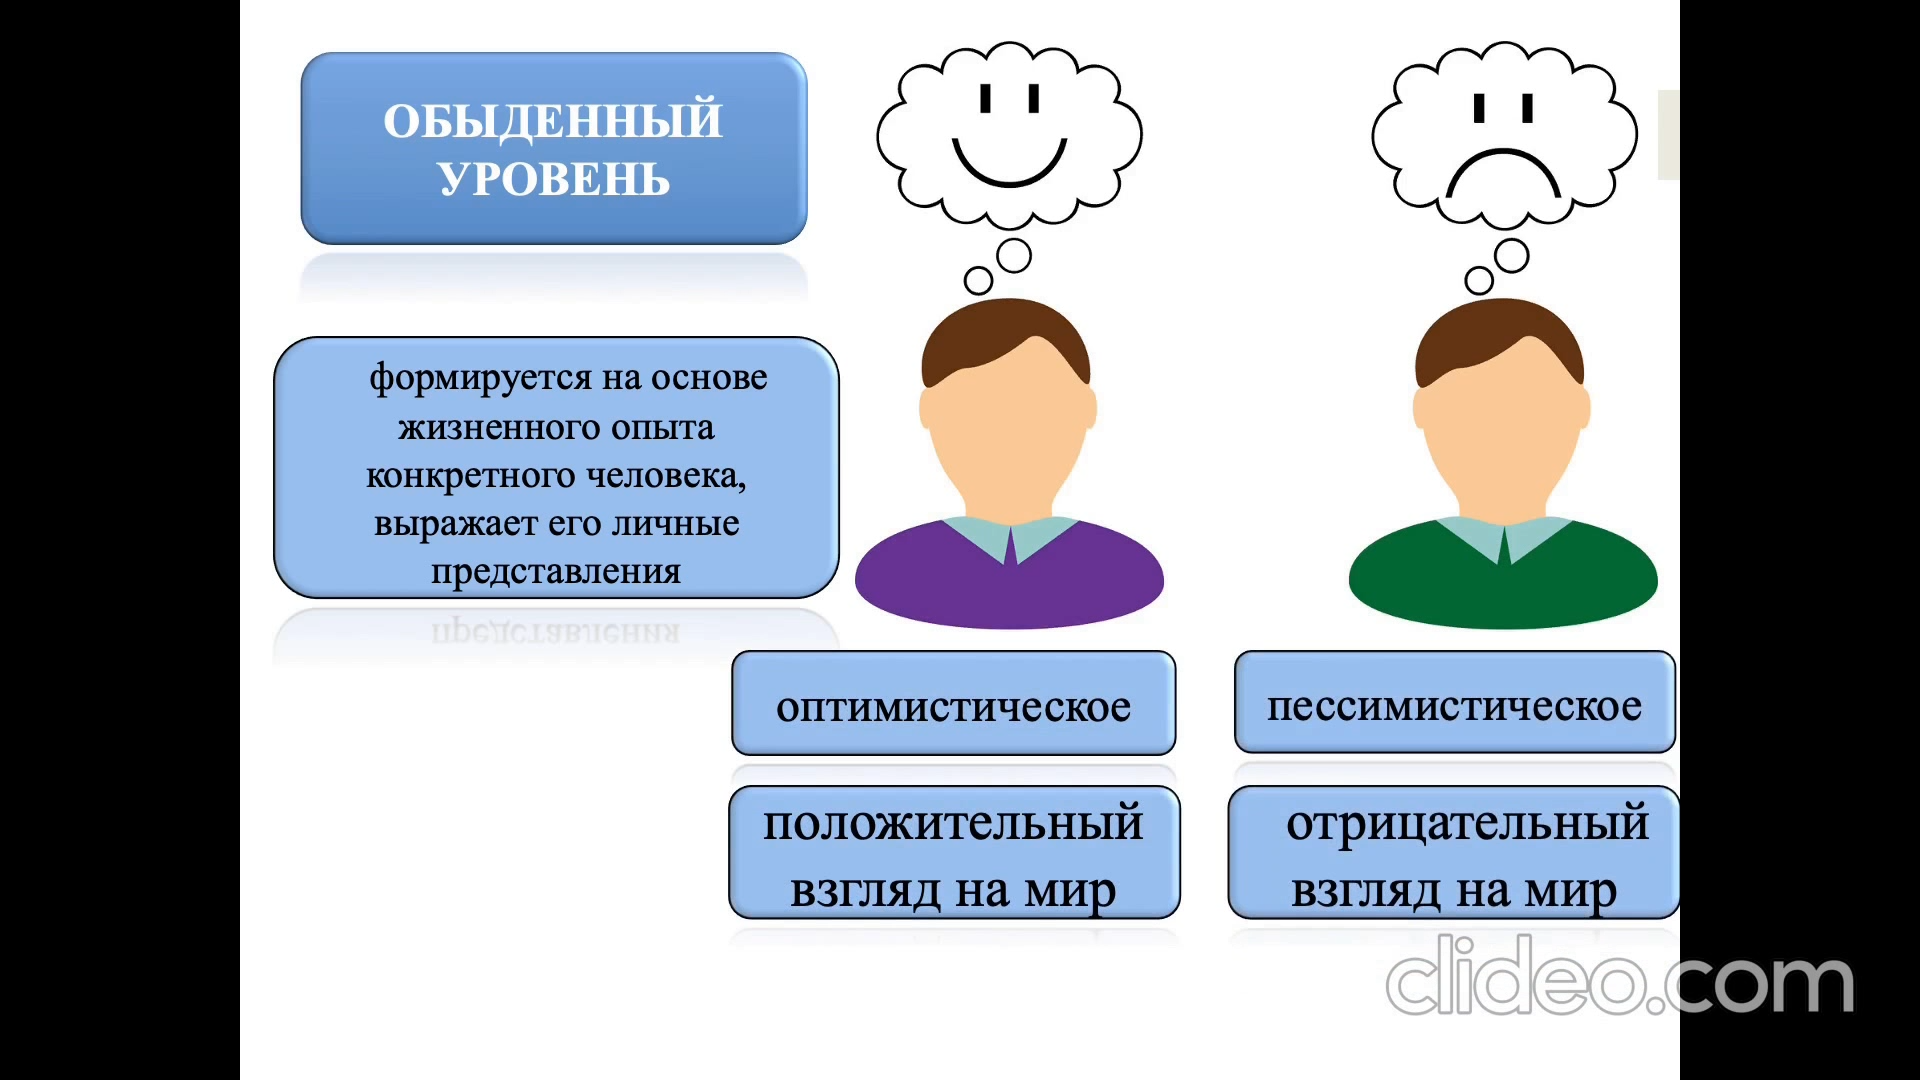 ОБЫДЕННЫЙ
УРОВЕНЬ
формируется на основе
жизненного опыта
конкретного человека,
выражает его личные
представления
оптимистическое
пессимистическое
положительный
взгляд на мир
отрицательный
взгляд на мир
clideo.com